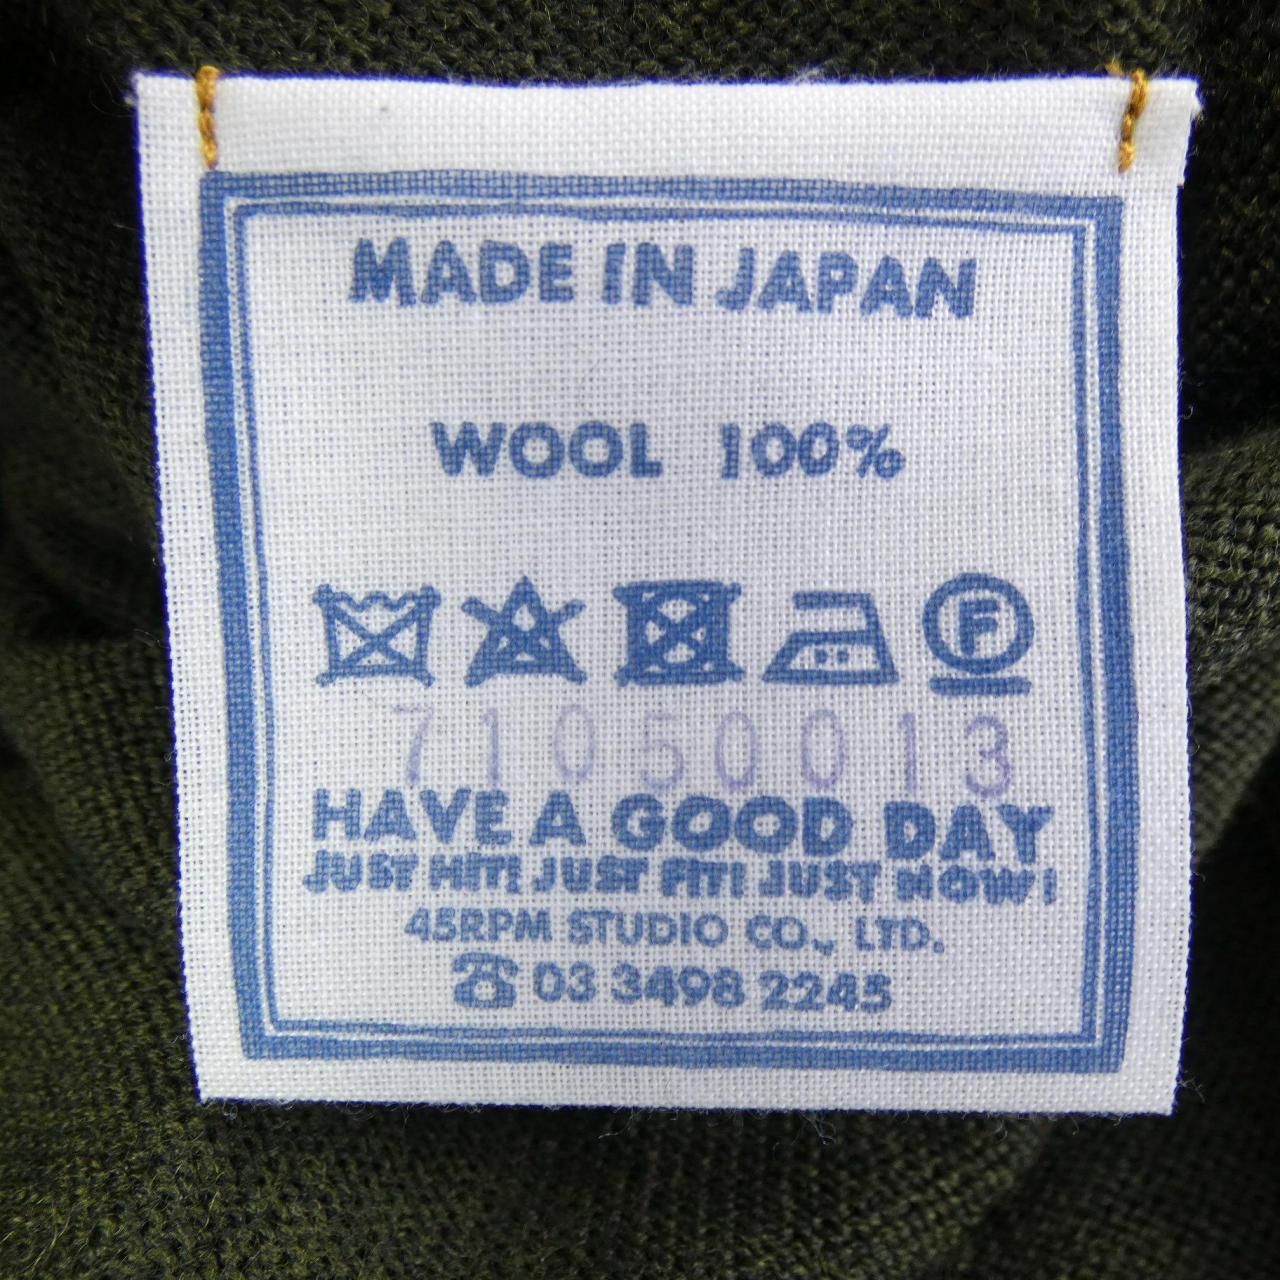 MADE IN JAPAN
WOOL 100%
F
71050013
HAVE A GOOD DAY
JUST HIT! JUST FIT! JUST NOW!
45RPM STUDIO CO., LTD.
☎ 03 3498 2245